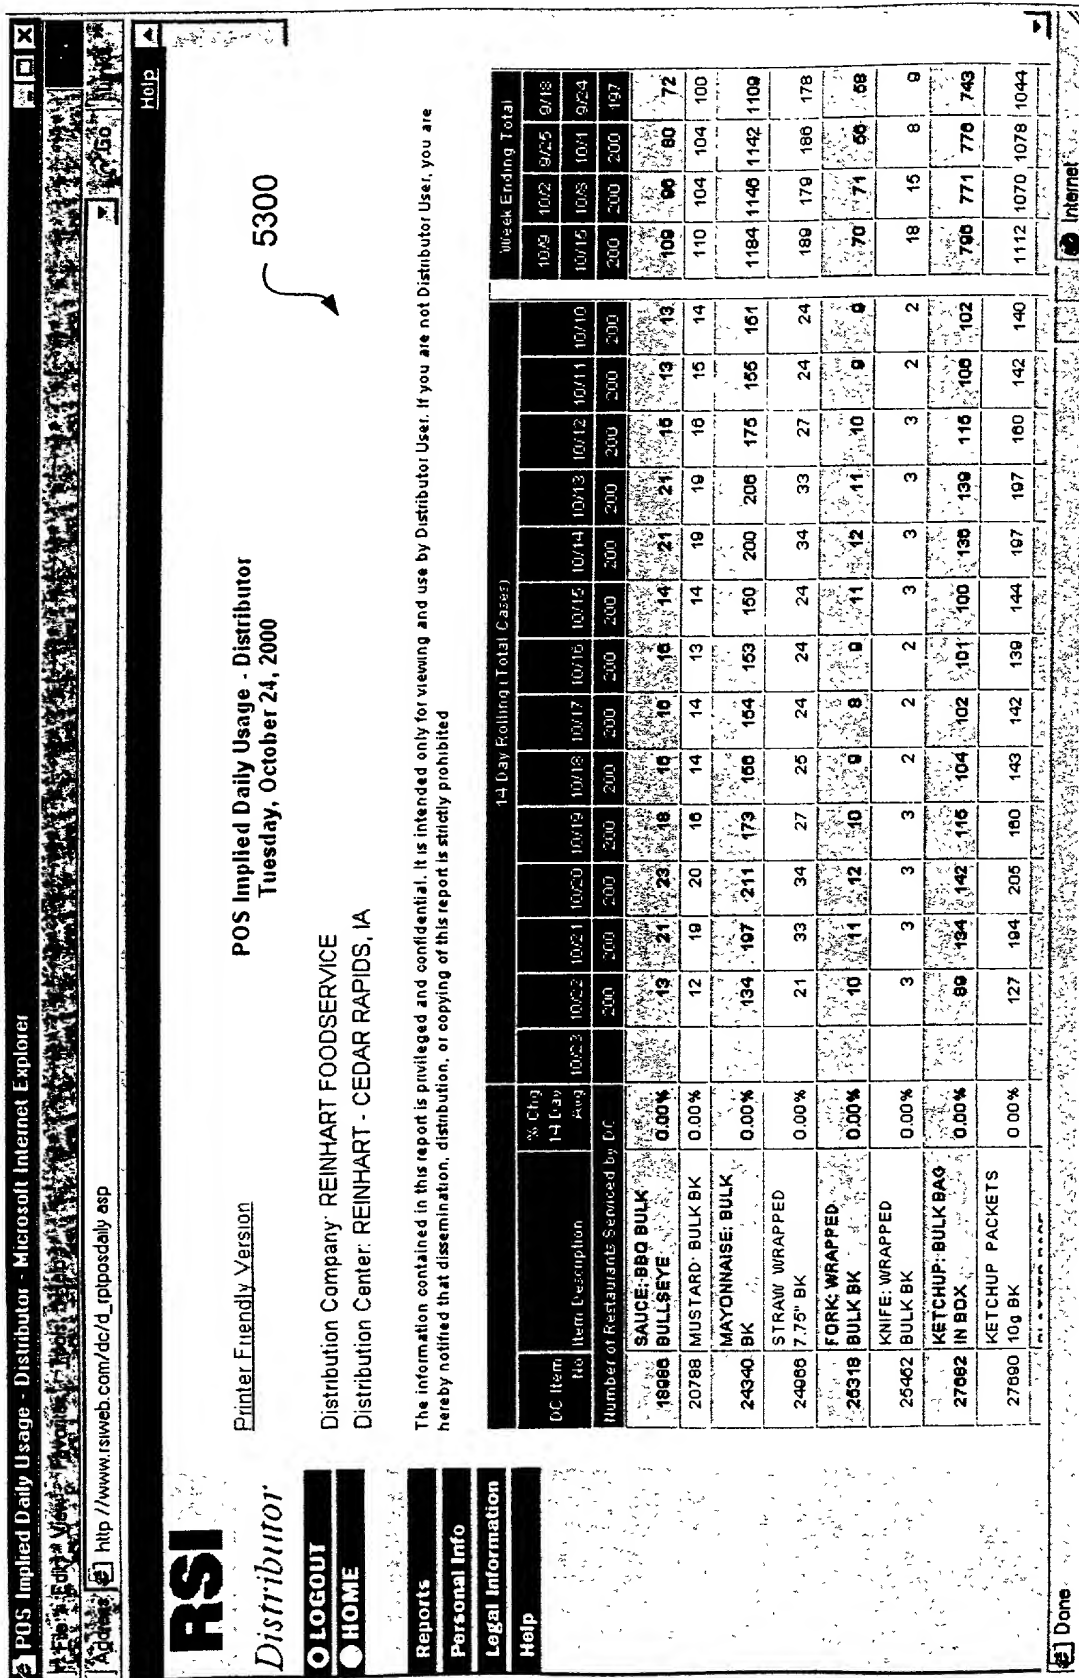 POS Implied Daily Usage - Distributor - Microsoft Internet Explorer
File Edit View Favorites Tools Help
Address http://www.rsiweb.com/dc/d_rptposdaily asp Go
Help
RSI
Distributor
LOGOUT
HOME
Reports
Personal Info
Legal Information
Help
Printer Friendly Version
POS Implied Daily Usage - Distributor
Tuesday, October 24, 2000
5300
Distribution Company: REINHART FOODSERVICE
Distribution Center: REINHART - CEDAR RAPIDS, IA
The information contained in this report is privileged and confidential. It is intended only for viewing and use by Distributor User. If you are not Distributor User, you are
hereby notified that dissemination, distribution, or copying of this report is strictly prohibited
14 Day Rolling (Total Cases) Week Ending Total
DC Item No Item Description % Chg 14 Day Avg 10/23 10/22 10/21 10/20 10/19 10/18 10/17 10/16 10/15 10/14 10/13 10/12 10/11 10/10 10/9 10/2 9/25 9/18
10/15 10/8 10/1 9/24
Number of Restaurants Serviced by DC 200 200 200 200 200 200 200 200 200 200 200 200 200 200 200 200 197
SAUCE: BBQ BULK
18986 BULLSEYE 0.00% 13 21 23 18 16 16 16 14 21 21 16 13 13 109 96 80 72
20788 MUSTARD: BULK BK 0.00% 12 19 20 16 14 14 13 14 19 19 16 15 14 110 104 104 100
MAYONNAISE: BULK
24340 BK 0.00% 134 197 211 173 156 154 153 150 200 206 175 155 151 1184 1146 1142 1109
STRAW WRAPPED
24966 7.75" BK 0.00% 21 33 34 27 25 24 24 24 34 33 27 24 24 189 179 186 178
FORK: WRAPPED
25318 BULK BK 0.00% 10 11 12 10 9 8 9 11 12 11 10 9 9 70 71 56 58
KNIFE: WRAPPED
25462 BULK BK 0.00% 3 3 3 3 2 2 2 3 3 3 3 2 2 18 15 8 9
KETCHUP: BULK BAG
27682 IN BOX 0.00% 89 134 142 115 104 102 101 100 136 139 115 106 102 796 771 776 743
KETCHUP PACKETS
27690 10g BK 0.00% 127 194 205 160 143 142 139 144 197 197 160 142 140 1112 1070 1078 1044
Done
Internet